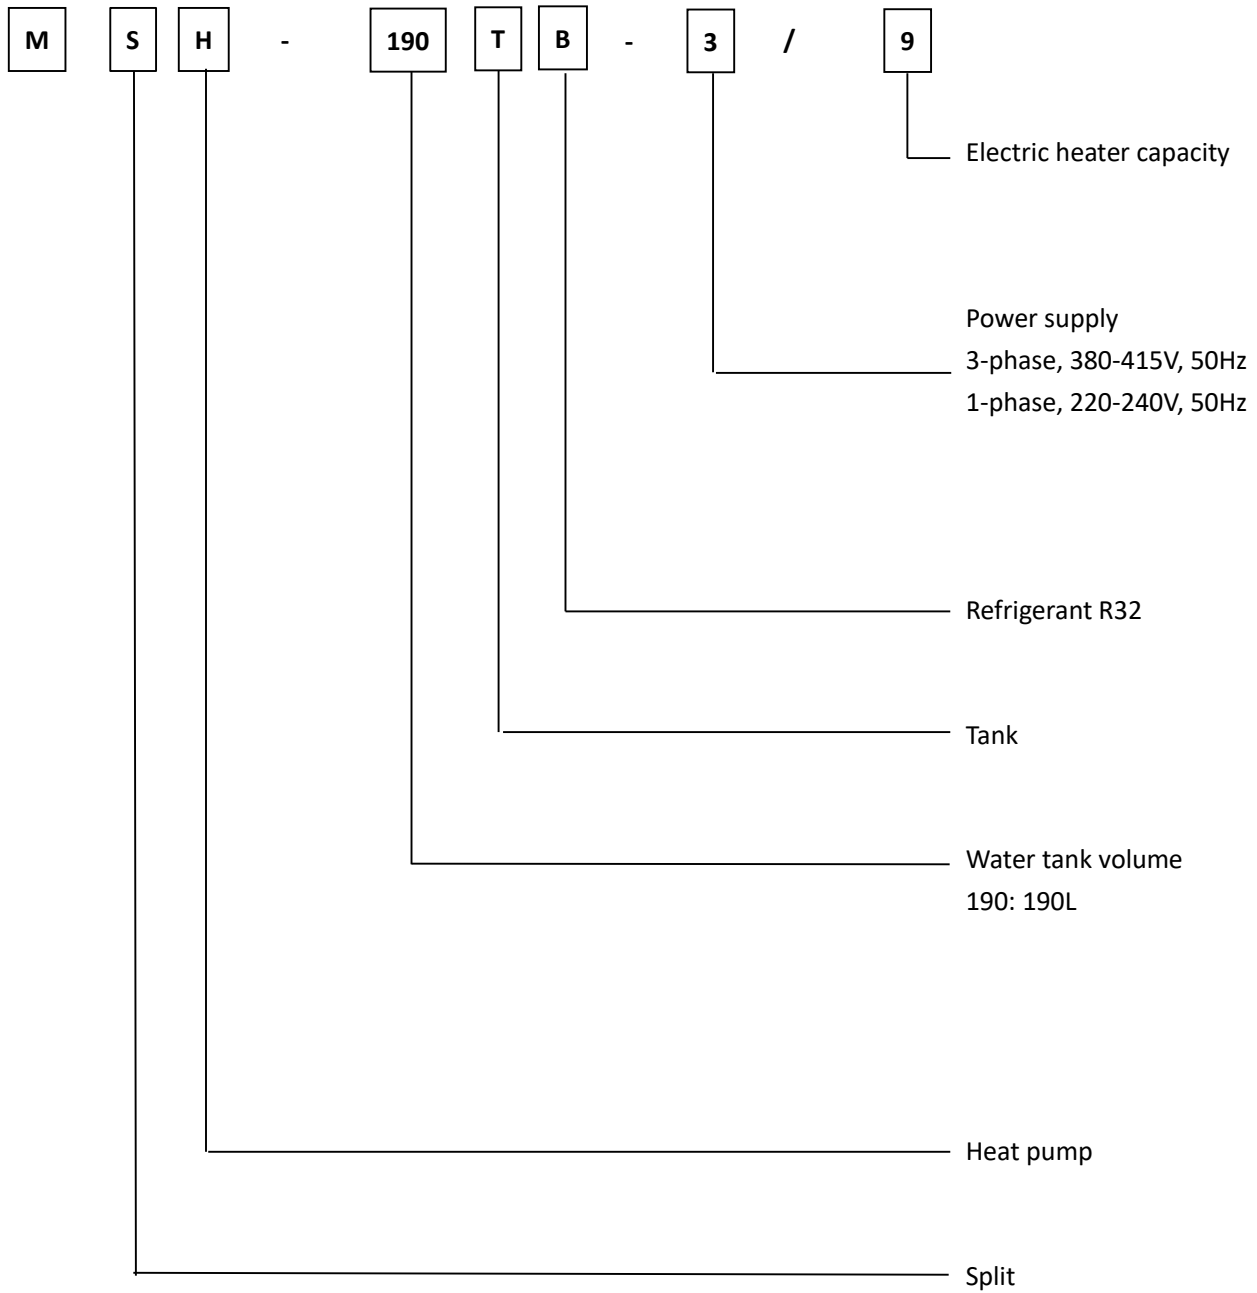 M S H - 190 T B - 3 / 9
Electric heater capacity
Power supply
3-phase, 380-415V, 50Hz
1-phase, 220-240V, 50Hz
Refrigerant R32
Tank
Water tank volume
190: 190L
Heat pump
Split